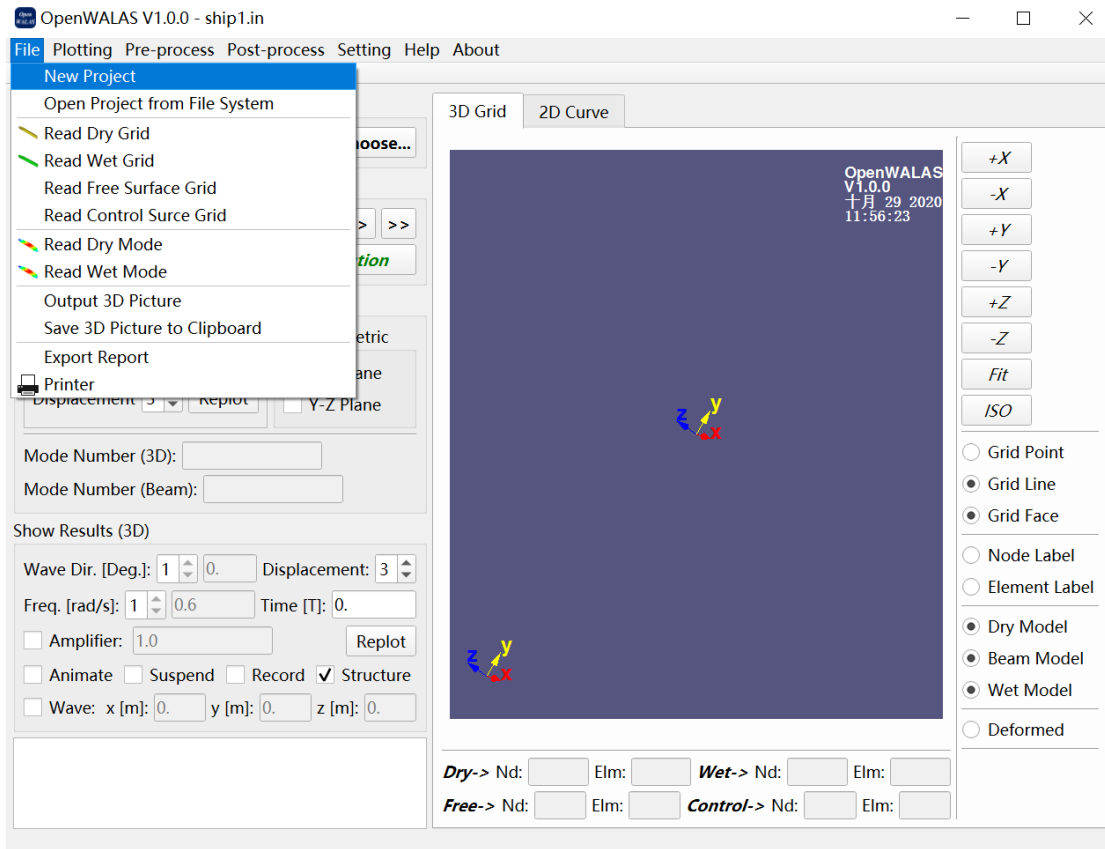 OpenWALAS V1.0.0 - ship1.in
File Plotting Pre-process Post-process Setting Help About
New Project
Open Project from File System
Read Dry Grid
Read Wet Grid
Read Free Surface Grid
Read Control Surce Grid
Read Dry Mode
Read Wet Mode
Output 3D Picture
Save 3D Picture to Clipboard
Export Report
Printer
> >>
Displacement Replot Y-Z Plane
Mode Number (3D):
Mode Number (Beam):
Show Results (3D)
Wave Dir. [Deg.]: 1 0. Displacement: 3
Freq. [rad/s]: 1 0.6 Time [T]: 0.
Amplifier: 1.0 Replot
Animate Suspend Record Structure
Wave: x [m]: 0. y [m]: 0. z [m]: 0.
3D Grid 2D Curve
OpenWALAS
V1.0.0
十月 29 2020
11:56:23
z y x
z y x
Dry-> Nd: Elm: Wet-> Nd: Elm:
Free-> Nd: Elm: Control-> Nd: Elm:
+X
-X
+Y
-Y
+Z
-Z
Fit
ISO
Grid Point
Grid Line
Grid Face
Node Label
Element Label
Dry Model
Beam Model
Wet Model
Deformed